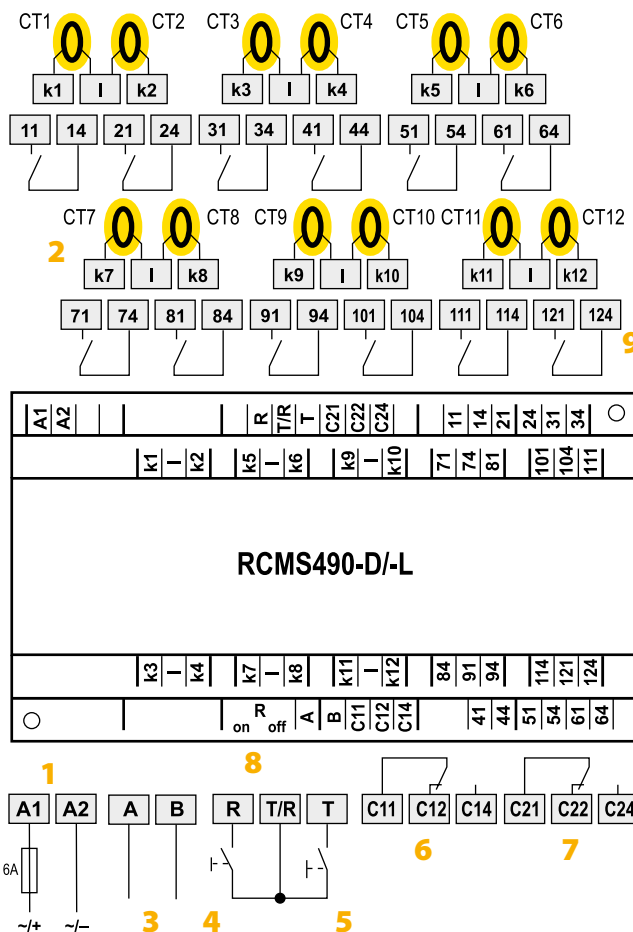 CT1 CT2 CT3 CT4 CT5 CT6
k1 I k2 k3 I k4 k5 I k6
11 14 21 24 31 34 41 44 51 54 61 64
CT7 CT8 CT9 CT10 CT11 CT12
2
k7 I k8 k9 I k10 k11 I k12
71 74 81 84 91 94 101 104 111 114 121 124
9
A1 A2 R T/R T C21 C22 C24 11 14 21 24 31 34
k1 I k2 k5 I k6 k9 I k10 71 74 81 101 104 111
RCMS490-D/-L
k3 I k4 k7 I k8 k11 I k12 84 91 94 114 121 124
on R off A B C11 C12 C14 41 44 51 54 61 64
1 8
A1 A2 A B R T/R T C11 C12 C14 C21 C22 C24
6 7
6A
3 4 5
~/+ ~/–